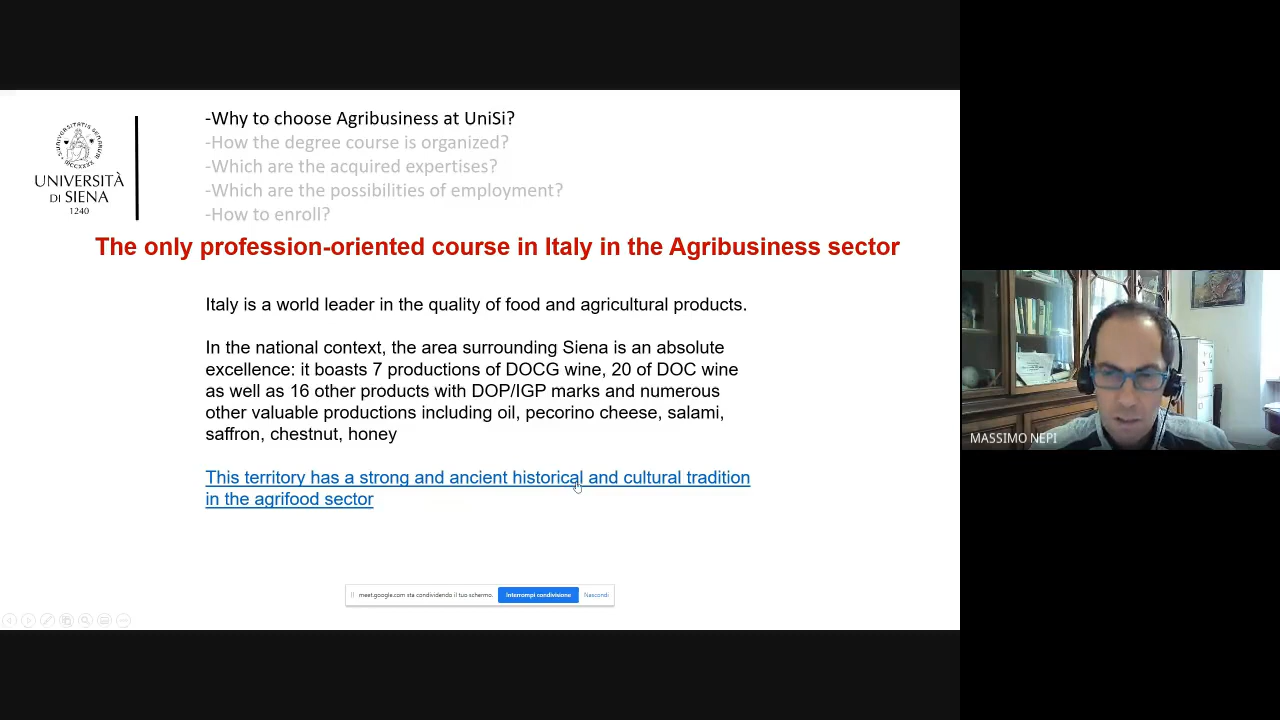 -Why to choose Agribusiness at UniSi?
-How the degree course is organized?
-Which are the acquired expertises?
-Which are the possibilities of employment?
-How to enroll?
UNIVERSITÀ
DI SIENA
1240
The only profession-oriented course in Italy in the Agribusiness sector
Italy is a world leader in the quality of food and agricultural products.
In the national context, the area surrounding Siena is an absolute
excellence: it boasts 7 productions of DOCG wine, 20 of DOC wine
as well as 16 other products with DOP/IGP marks and numerous
other valuable productions including oil, pecorino cheese, salami,
saffron, chestnut, honey
This territory has a strong and ancient historical and cultural tradition
in the agrifood sector
meet.google.com sta condividendo il tuo schermo.
Interrompi condivisione
Nascondi
MASSIMO NEPI